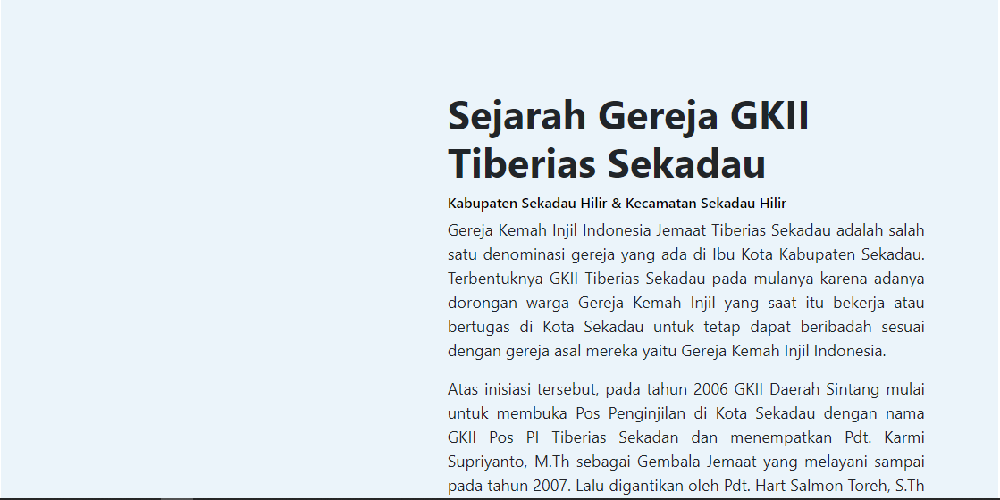 Sejarah Gereja GKII
Tiberias Sekadau
Kabupaten Sekadau Hilir & Kecamatan Sekadau Hilir
Gereja Kemah Injil Indonesia Jemaat Tiberias Sekadau adalah salah
satu denominasi gereja yang ada di Ibu Kota Kabupaten Sekadau.
Terbentuknya GKII Tiberias Sekadau pada mulanya karena adanya
dorongan warga Gereja Kemah Injil yang saat itu bekerja atau
bertugas di Kota Sekadau untuk tetap dapat beribadah sesuai
dengan gereja asal mereka yaitu Gereja Kemah Injil Indonesia.
Atas inisiasi tersebut, pada tahun 2006 GKII Daerah Sintang mulai
untuk membuka Pos Penginjilan di Kota Sekadau dengan nama
GKII Pos PI Tiberias Sekadan dan menempatkan Pdt. Karmi
Supriyanto, M.Th sebagai Gembala Jemaat yang melayani sampai
pada tahun 2007. Lalu digantikan oleh Pdt. Hart Salmon Toreh, S.Th